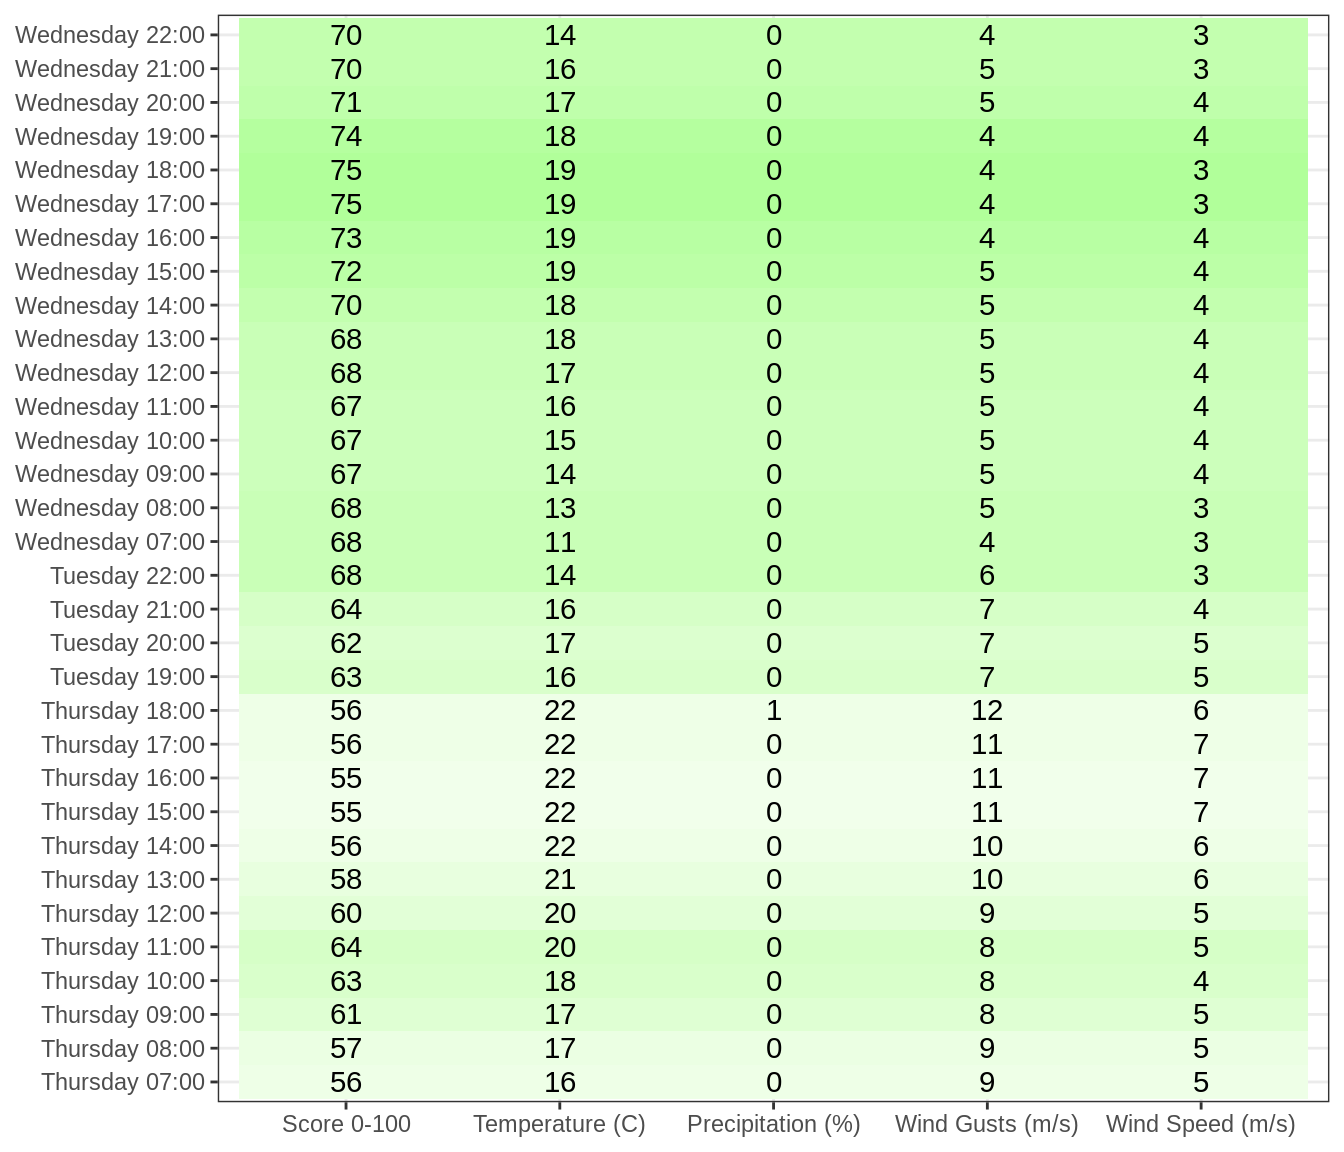 Wednesday 22:00 70 14 0 4 3
Wednesday 21:00 70 16 0 5 3
Wednesday 20:00 71 17 0 5 4
Wednesday 19:00 74 18 0 4 4
Wednesday 18:00 75 19 0 4 3
Wednesday 17:00 75 19 0 4 3
Wednesday 16:00 73 19 0 4 4
Wednesday 15:00 72 19 0 5 4
Wednesday 14:00 70 18 0 5 4
Wednesday 13:00 68 18 0 5 4
Wednesday 12:00 68 17 0 5 4
Wednesday 11:00 67 16 0 5 4
Wednesday 10:00 67 15 0 5 4
Wednesday 09:00 67 14 0 5 4
Wednesday 08:00 68 13 0 5 3
Wednesday 07:00 68 11 0 4 3
Tuesday 22:00 68 14 0 6 3
Tuesday 21:00 64 16 0 7 4
Tuesday 20:00 62 17 0 7 5
Tuesday 19:00 63 16 0 7 5
Thursday 18:00 56 22 1 12 6
Thursday 17:00 56 22 0 11 7
Thursday 16:00 55 22 0 11 7
Thursday 15:00 55 22 0 11 7
Thursday 14:00 56 22 0 10 6
Thursday 13:00 58 21 0 10 6
Thursday 12:00 60 20 0 9 5
Thursday 11:00 64 20 0 8 5
Thursday 10:00 63 18 0 8 4
Thursday 09:00 61 17 0 8 5
Thursday 08:00 57 17 0 9 5
Thursday 07:00 56 16 0 9 5
Score 0-100 Temperature (C) Precipitation (%) Wind Gusts (m/s) Wind Speed (m/s)